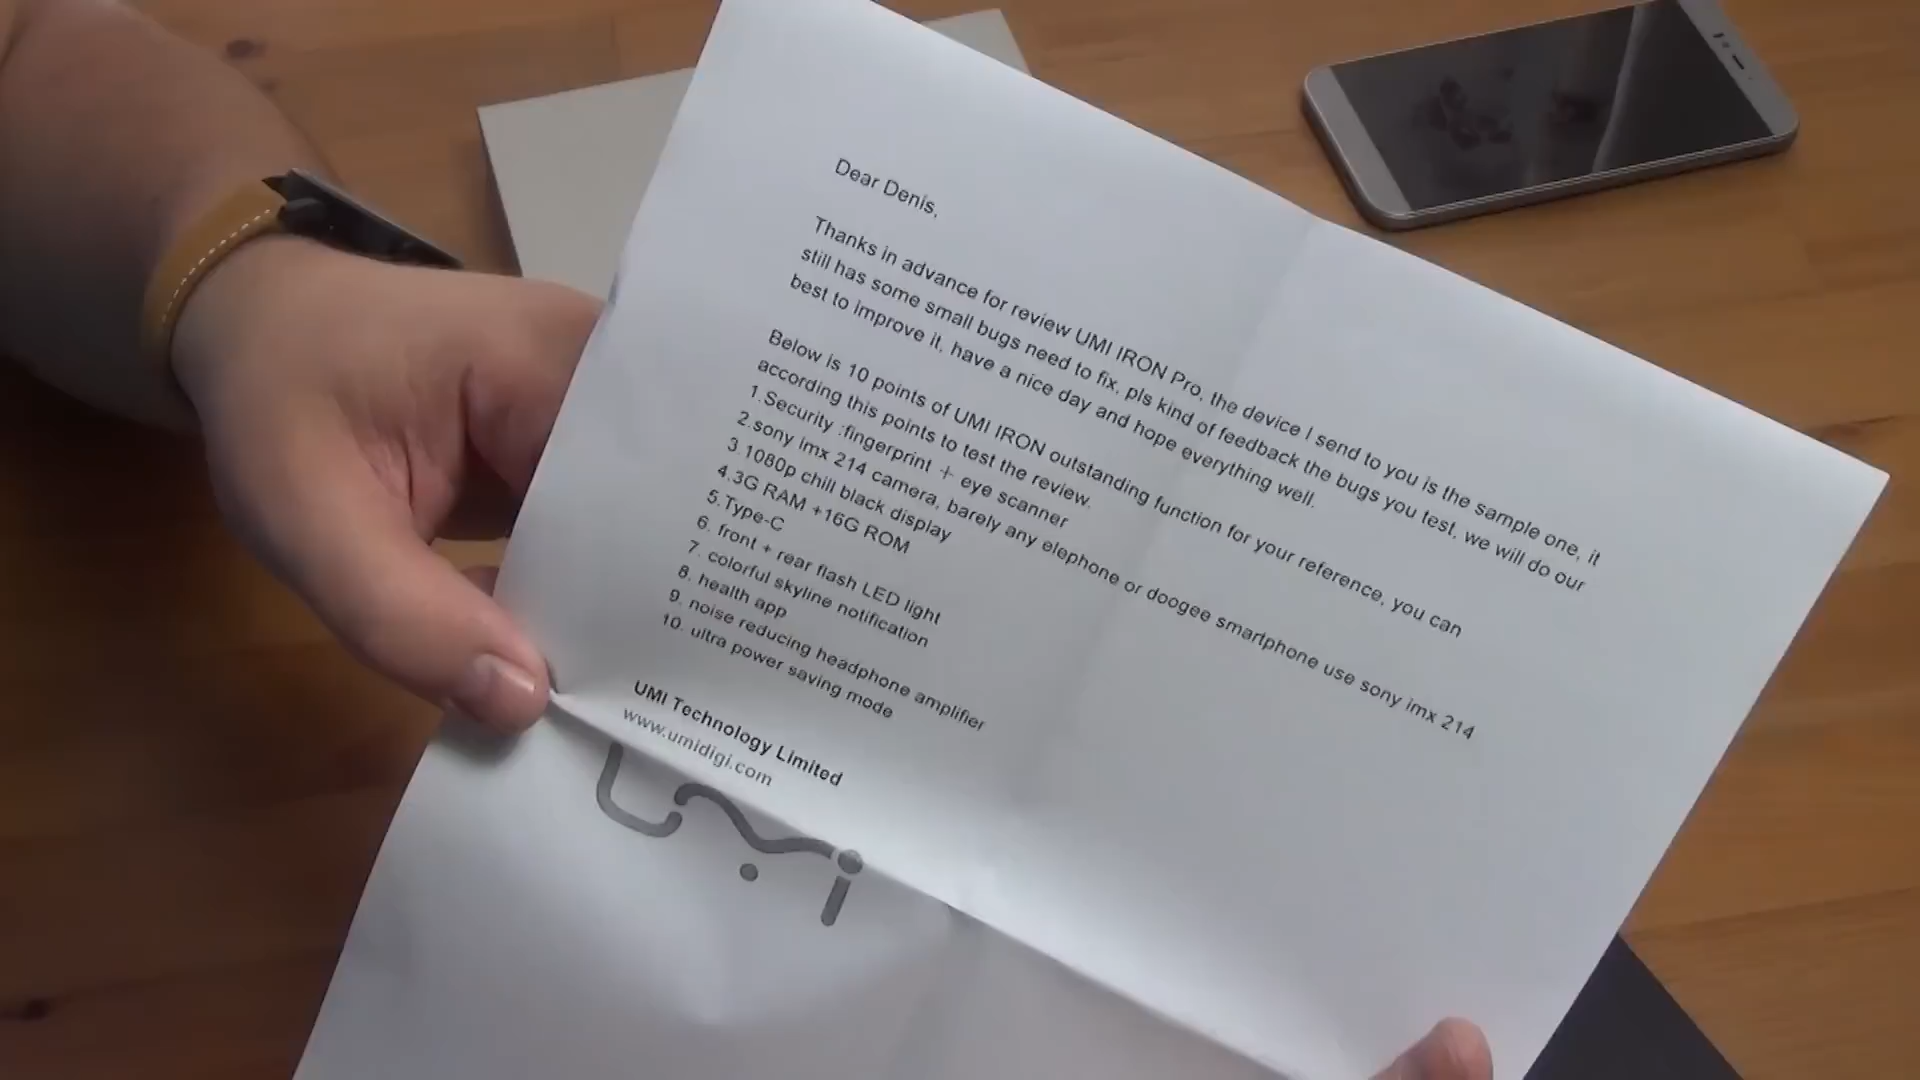 Dear Denis,
Thanks in advance for review UMI IRON Pro, the device I send to you is the sample one, it
still has some small bugs need to fix, pls kind of feedback the bugs you test, we will do our
best to improve it, have a nice day and hope everything well.
Below is 10 points of UMI IRON outstanding function for your reference, you can
according this points to test the review.
1.Security :fingerprint + eye scanner
2.sony imx 214 camera, barely any elephone or doogee smartphone use sony imx 214
3.1080p chill black display
4.3G RAM +16G ROM
5.Type-C
6. front + rear flash LED light
7. colorful skyline notification
8. health app
9. noise reducing headphone amplifier
10. ultra power saving mode
UMI Technology Limited
www.umidigi.com
umi